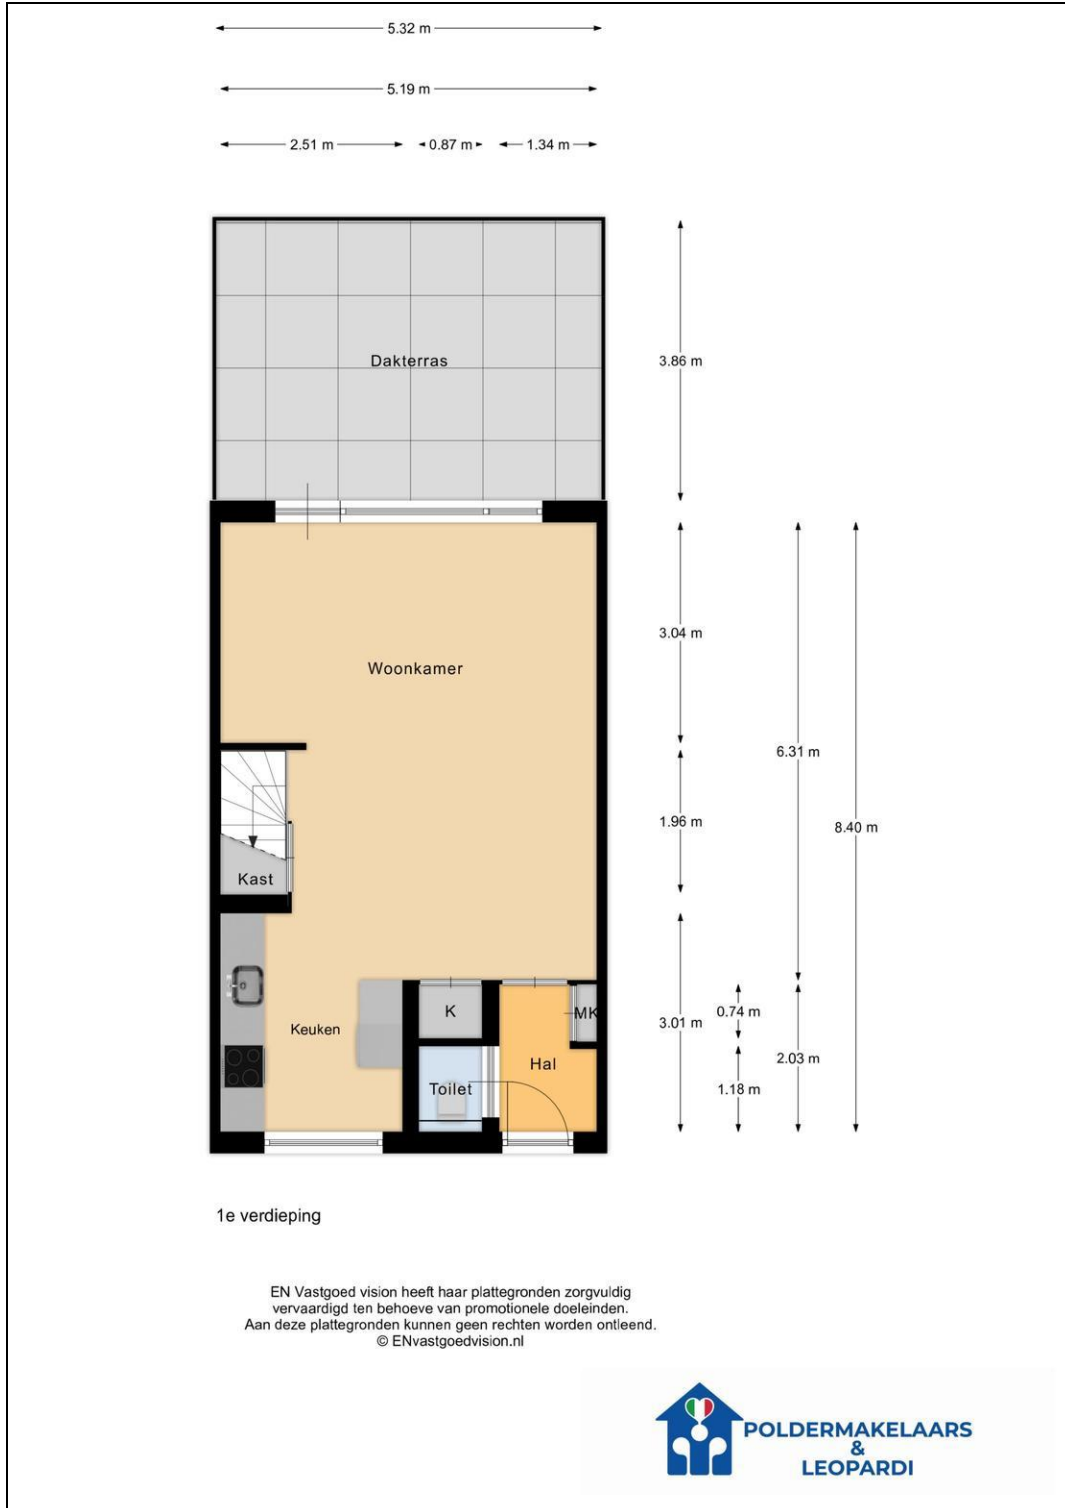 5.32 m
5.19 m
2.51 m
0.87 m
1.34 m
Dakterras
3.86 m
Woonkamer
3.04 m
6.31 m
1.96 m
8.40 m
Kast
Keuken
K
MK
Hal
Toilet
3.01 m
0.74 m
2.03 m
1.18 m
1e verdieping
EN Vastgoed vision heeft haar plattegronden zorgvuldig
vervaardigd ten behoeve van promotionele doeleinden.
Aan deze plattegronden kunnen geen rechten worden ontleend.
© ENvastgoedvision.nl
POLDERMAKELAARS
&
LEOPARDI